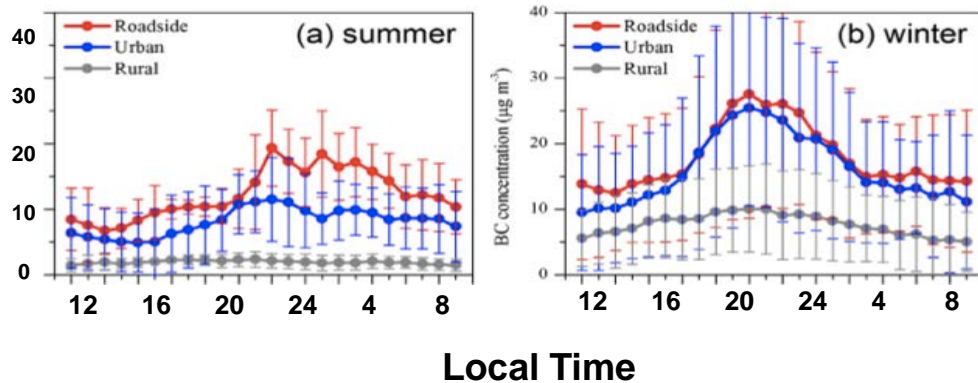 (a) summer
Roadside
Urban
Rural
40
30
20
10
0
12 16 20 24 4 8
(b) winter
Roadside
Urban
Rural
BC concentration (µg m⁻³)
40
30
20
10
0
12 16 20 24 4 8
Local Time